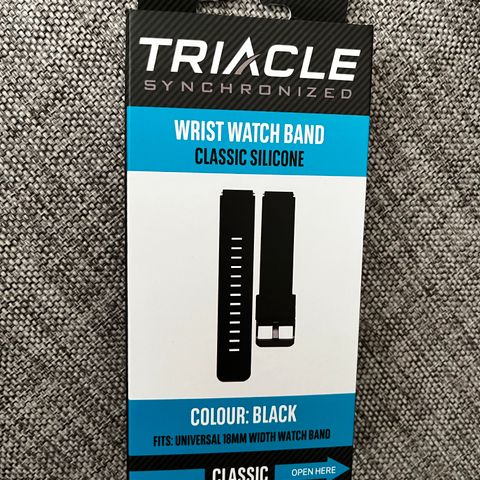 TRIACLE
SYNCHRONIZED
WRIST WATCH BAND
CLASSIC SILICONE
COLOUR: BLACK
FITS: UNIVERSAL 18MM WIDTH WATCH BAND
CLASSIC
OPEN HERE